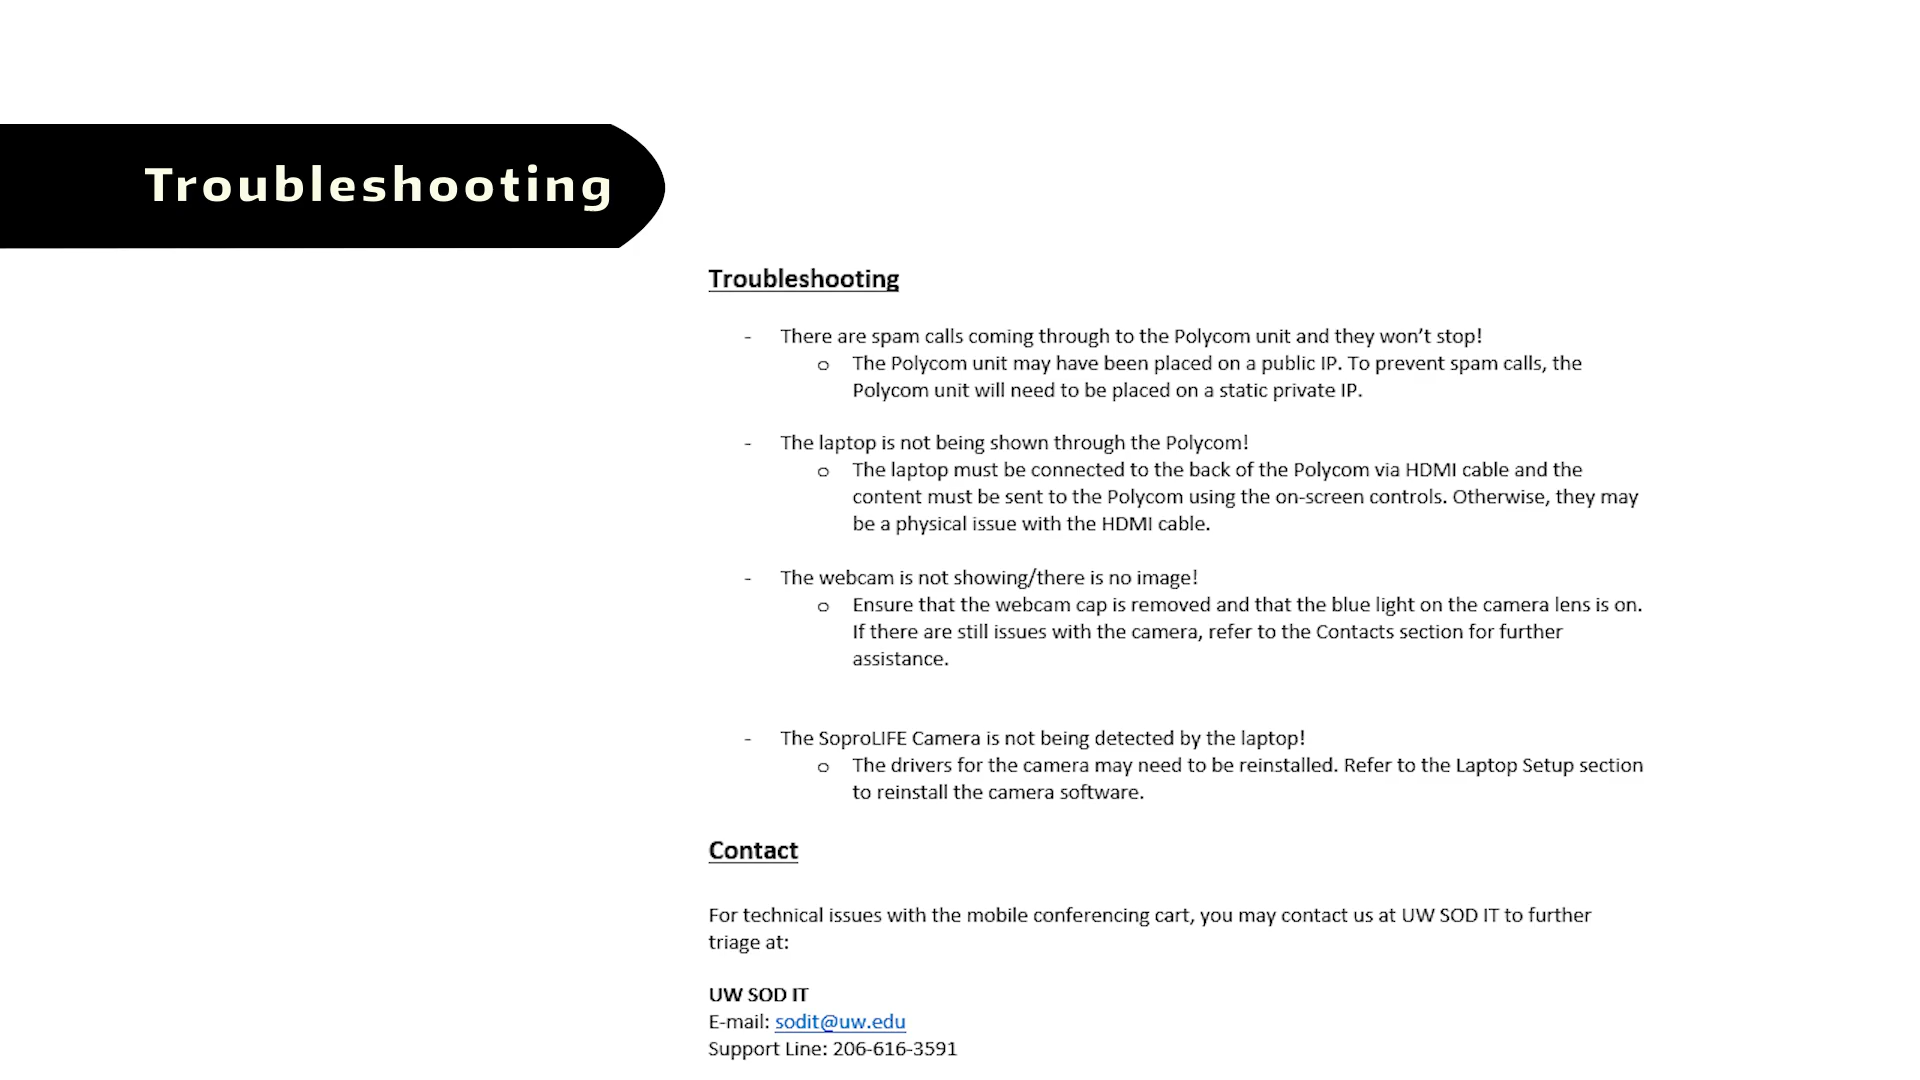 Troubleshooting
Troubleshooting
- There are spam calls coming through to the Polycom unit and they won’t stop!
o The Polycom unit may have been placed on a public IP. To prevent spam calls, the
Polycom unit will need to be placed on a static private IP.
- The laptop is not being shown through the Polycom!
o The laptop must be connected to the back of the Polycom via HDMI cable and the
content must be sent to the Polycom using the on-screen controls. Otherwise, they may
be a physical issue with the HDMI cable.
- The webcam is not showing/there is no image!
o Ensure that the webcam cap is removed and that the blue light on the camera lens is on.
If there are still issues with the camera, refer to the Contacts section for further
assistance.
- The SoproLIFE Camera is not being detected by the laptop!
o The drivers for the camera may need to be reinstalled. Refer to the Laptop Setup section
to reinstall the camera software.
Contact
For technical issues with the mobile conferencing cart, you may contact us at UW SOD IT to further
triage at:
UW SOD IT
E-mail: sodit@uw.edu
Support Line: 206-616-3591